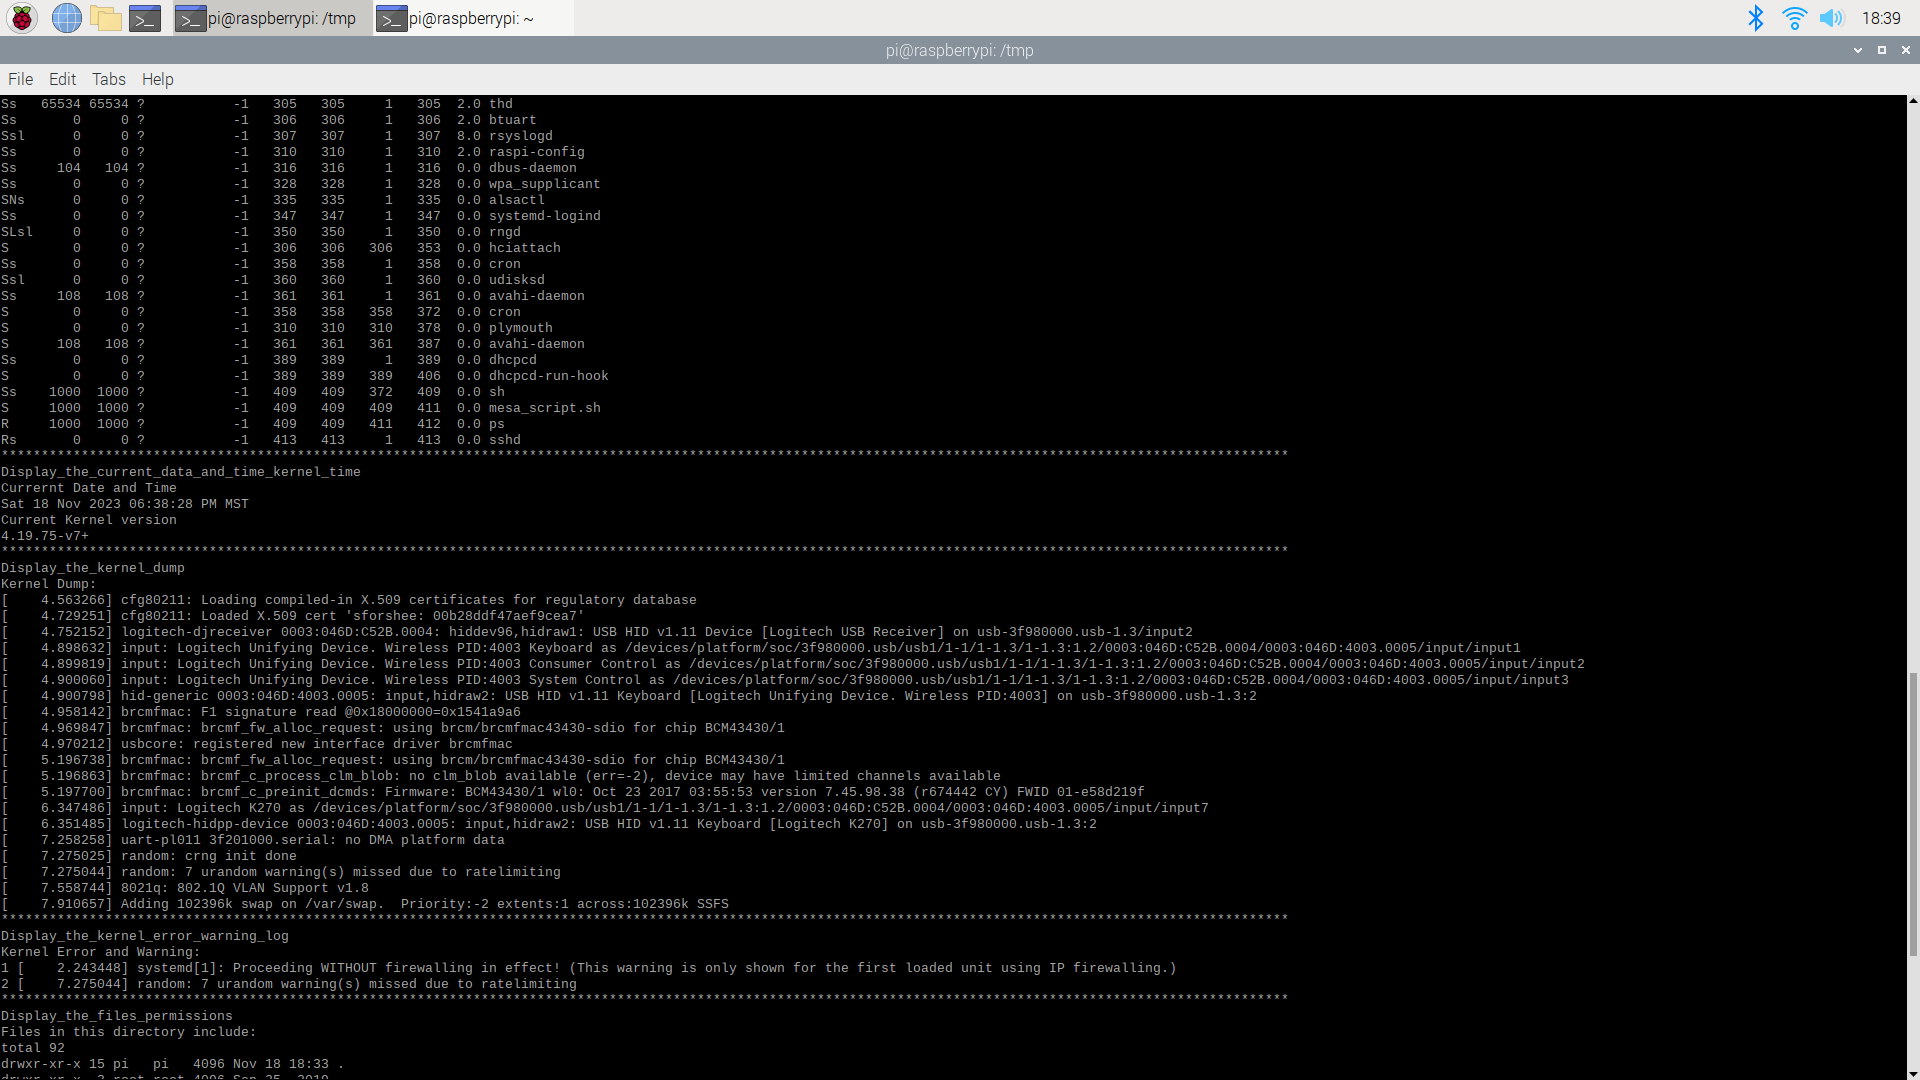 pi@raspberrypi: /tmp pi@raspberrypi: ~ 18:39
pi@raspberrypi: /tmp
File Edit Tabs Help
Ss 65534 65534 ? -1 305 305 1 305 2.0 thd
Ss 0 0 ? -1 306 306 1 306 2.0 btuart
Ssl 0 0 ? -1 307 307 1 307 8.0 rsyslogd
Ss 0 0 ? -1 310 310 1 310 2.0 raspi-config
Ss 104 104 ? -1 316 316 1 316 0.0 dbus-daemon
Ss 0 0 ? -1 328 328 1 328 0.0 wpa_supplicant
SNs 0 0 ? -1 335 335 1 335 0.0 alsactl
Ss 0 0 ? -1 347 347 1 347 0.0 systemd-logind
SLsl 0 0 ? -1 350 350 1 350 0.0 rngd
S 0 0 ? -1 306 306 306 353 0.0 hciattach
Ss 0 0 ? -1 358 358 1 358 0.0 cron
Ssl 0 0 ? -1 360 360 1 360 0.0 udisksd
Ss 108 108 ? -1 361 361 1 361 0.0 avahi-daemon
S 0 0 ? -1 358 358 358 372 0.0 cron
S 0 0 ? -1 310 310 310 378 0.0 plymouth
S 108 108 ? -1 361 361 361 387 0.0 avahi-daemon
Ss 0 0 ? -1 389 389 1 389 0.0 dhcpcd
S 0 0 ? -1 389 389 389 406 0.0 dhcpcd-run-hook
Ss 1000 1000 ? -1 409 409 372 409 0.0 sh
S 1000 1000 ? -1 409 409 409 411 0.0 mesa_script.sh
R 1000 1000 ? -1 409 409 411 412 0.0 ps
Rs 0 0 ? -1 413 413 1 413 0.0 sshd
*****************************************************************************************************************************************************************
Display_the_current_data_and_time_kernel_time
Currernt Date and Time
Sat 18 Nov 2023 06:38:28 PM MST
Current Kernel version
4.19.75-v7+
*****************************************************************************************************************************************************************
Display_the_kernel_dump
Kernel Dump:
[ 4.563266] cfg80211: Loading compiled-in X.509 certificates for regulatory database
[ 4.729251] cfg80211: Loaded X.509 cert 'sforshee: 00b28ddf47aef9cea7'
[ 4.752152] logitech-djreceiver 0003:046D:C52B.0004: hiddev96,hidraw1: USB HID v1.11 Device [Logitech USB Receiver] on usb-3f980000.usb-1.3/input2
[ 4.898632] input: Logitech Unifying Device. Wireless PID:4003 Keyboard as /devices/platform/soc/3f980000.usb/usb1/1-1/1-1.3/1-1.3:1.2/0003:046D:C52B.0004/0003:046D:4003.0005/input/input1
[ 4.899819] input: Logitech Unifying Device. Wireless PID:4003 Consumer Control as /devices/platform/soc/3f980000.usb/usb1/1-1/1-1.3/1-1.3:1.2/0003:046D:C52B.0004/0003:046D:4003.0005/input/input2
[ 4.900060] input: Logitech Unifying Device. Wireless PID:4003 System Control as /devices/platform/soc/3f980000.usb/usb1/1-1/1-1.3/1-1.3:1.2/0003:046D:C52B.0004/0003:046D:4003.0005/input/input3
[ 4.900798] hid-generic 0003:046D:4003.0005: input,hidraw2: USB HID v1.11 Keyboard [Logitech Unifying Device. Wireless PID:4003] on usb-3f980000.usb-1.3:2
[ 4.958142] brcmfmac: F1 signature read @0x18000000=0x1541a9a6
[ 4.969847] brcmfmac: brcmf_fw_alloc_request: using brcm/brcmfmac43430-sdio for chip BCM43430/1
[ 4.970212] usbcore: registered new interface driver brcmfmac
[ 5.196738] brcmfmac: brcmf_fw_alloc_request: using brcm/brcmfmac43430-sdio for chip BCM43430/1
[ 5.196863] brcmfmac: brcmf_c_process_clm_blob: no clm_blob available (err=-2), device may have limited channels available
[ 5.197700] brcmfmac: brcmf_c_preinit_dcmds: Firmware: BCM43430/1 wl0: Oct 23 2017 03:55:53 version 7.45.98.38 (r674442 CY) FWID 01-e58d219f
[ 6.347486] input: Logitech K270 as /devices/platform/soc/3f980000.usb/usb1/1-1/1-1.3/1-1.3:1.2/0003:046D:C52B.0004/0003:046D:4003.0005/input/input7
[ 6.351485] logitech-hidpp-device 0003:046D:4003.0005: input,hidraw2: USB HID v1.11 Keyboard [Logitech K270] on usb-3f980000.usb-1.3:2
[ 7.258258] uart-pl011 3f201000.serial: no DMA platform data
[ 7.275025] random: crng init done
[ 7.275044] random: 7 urandom warning(s) missed due to ratelimiting
[ 7.558744] 8021q: 802.1Q VLAN Support v1.8
[ 7.910657] Adding 102396k swap on /var/swap. Priority:-2 extents:1 across:102396k SSFS
*****************************************************************************************************************************************************************
Display_the_kernel_error_warning_log
Kernel Error and Warning:
1 [ 2.243448] systemd[1]: Proceeding WITHOUT firewalling in effect! (This warning is only shown for the first loaded unit using IP firewalling.)
2 [ 7.275044] random: 7 urandom warning(s) missed due to ratelimiting
*****************************************************************************************************************************************************************
Display_the_files_permissions
Files in this directory include:
total 92
drwxr-xr-x 15 pi pi 4096 Nov 18 18:33 .
drwxr-xr-x 3 root root 4096 Sep 25 2019